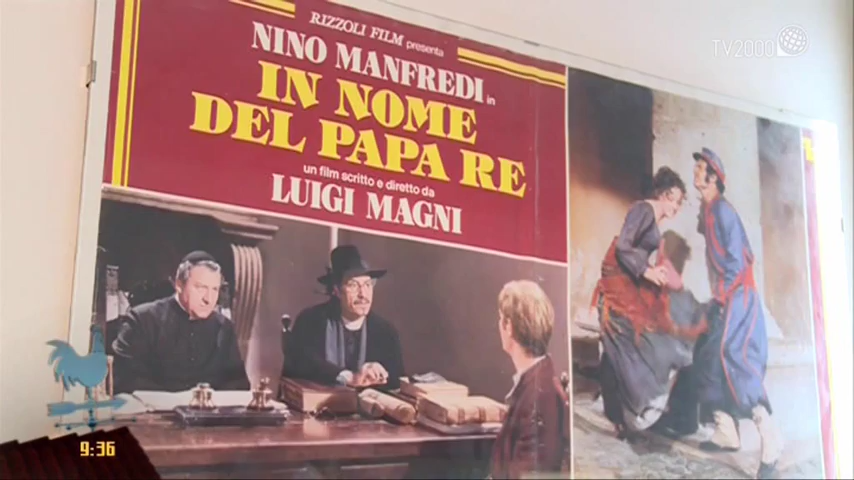 TV2000
RIZZOLI FILM presenta
NINO MANFREDI in
IN NOME
DEL PAPA RE
un film scritto e diretto da
LUIGI MAGNI
9:36